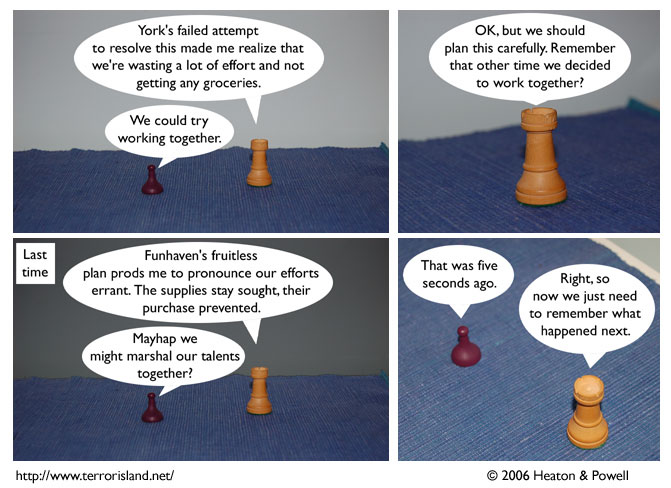 York's failed attempt
to resolve this made me realize that
we're wasting a lot of effort and not
getting any groceries.
We could try
working together.
OK, but we should
plan this carefully. Remember
that other time we decided
to work together?
Last
time
Funhaven's fruitless
plan prods me to pronounce our efforts
errant. The supplies stay sought, their
purchase prevented.
Mayhap we
might marshal our talents
together?
That was five
seconds ago.
Right, so
now we just need
to remember what
happened next.
http://www.terrorisland.net/
© 2006 Heaton & Powell